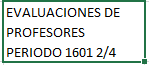 EVALUACIONES DE
PROFESORES
PERIODO 1601 2/4